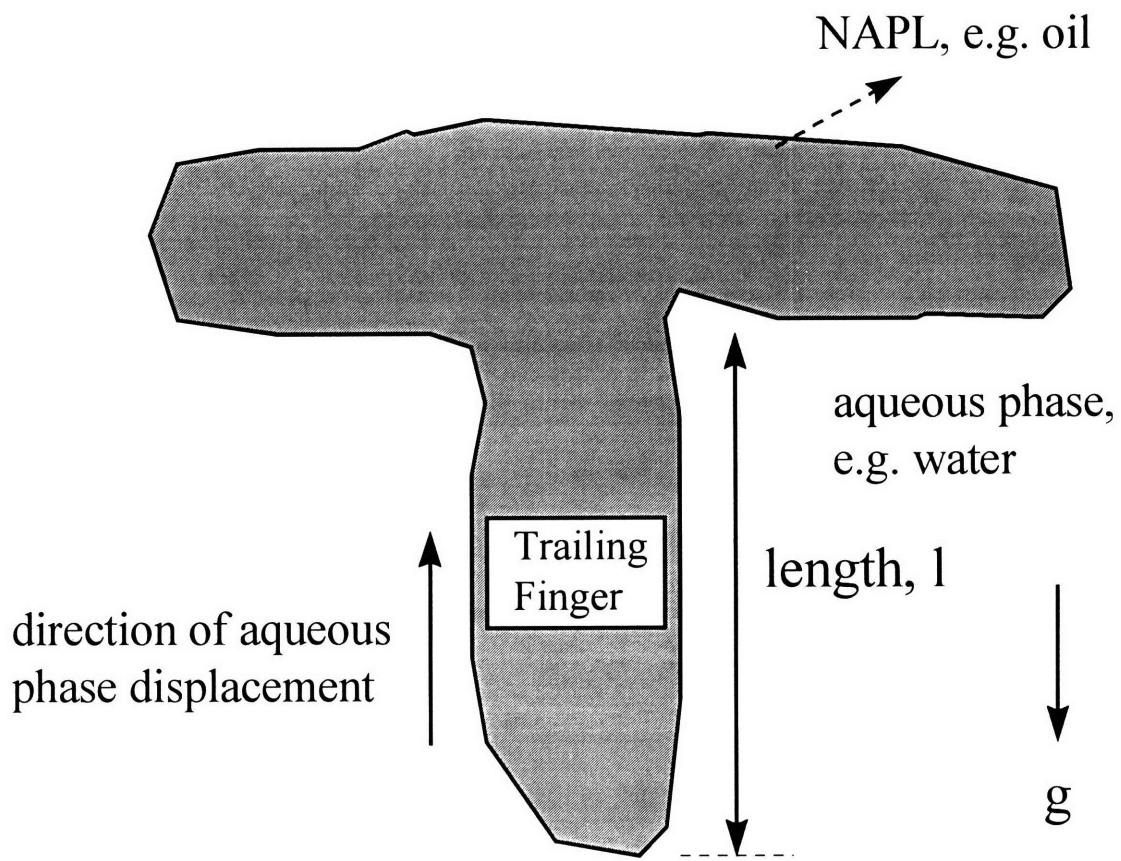 NAPL, e.g. oil
aqueous phase,
e.g. water
Trailing
Finger
length, l
direction of aqueous
phase displacement
g